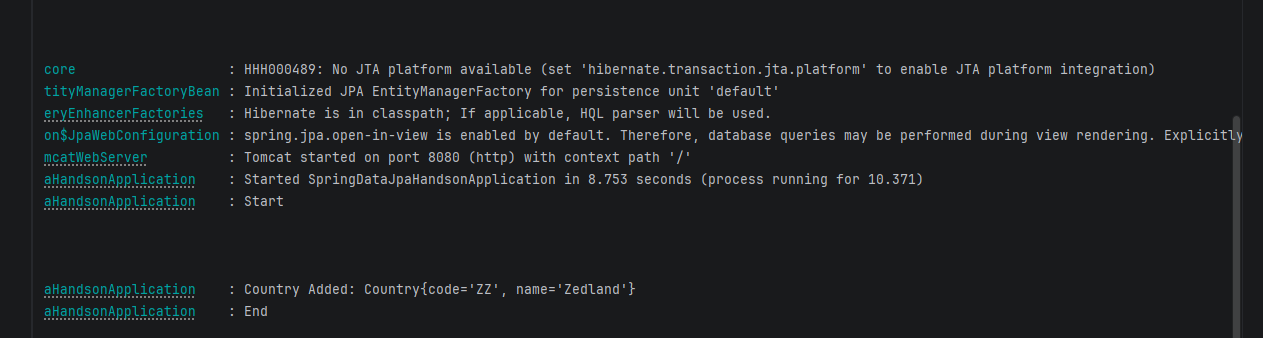 core : HHH000489: No JTA platform available (set 'hibernate.transaction.jta.platform' to enable JTA platform integration)
tityManagerFactoryBean : Initialized JPA EntityManagerFactory for persistence unit 'default'
eryEnhancerFactories : Hibernate is in classpath; If applicable, HQL parser will be used.
on$JpaWebConfiguration : spring.jpa.open-in-view is enabled by default. Therefore, database queries may be performed during view rendering. Explicitly
mcatWebServer : Tomcat started on port 8080 (http) with context path '/'
aHandsonApplication : Started SpringDataJpaHandsonApplication in 8.753 seconds (process running for 10.371)
aHandsonApplication : Start
aHandsonApplication : Country Added: Country{code='ZZ', name='Zedland'}
aHandsonApplication : End